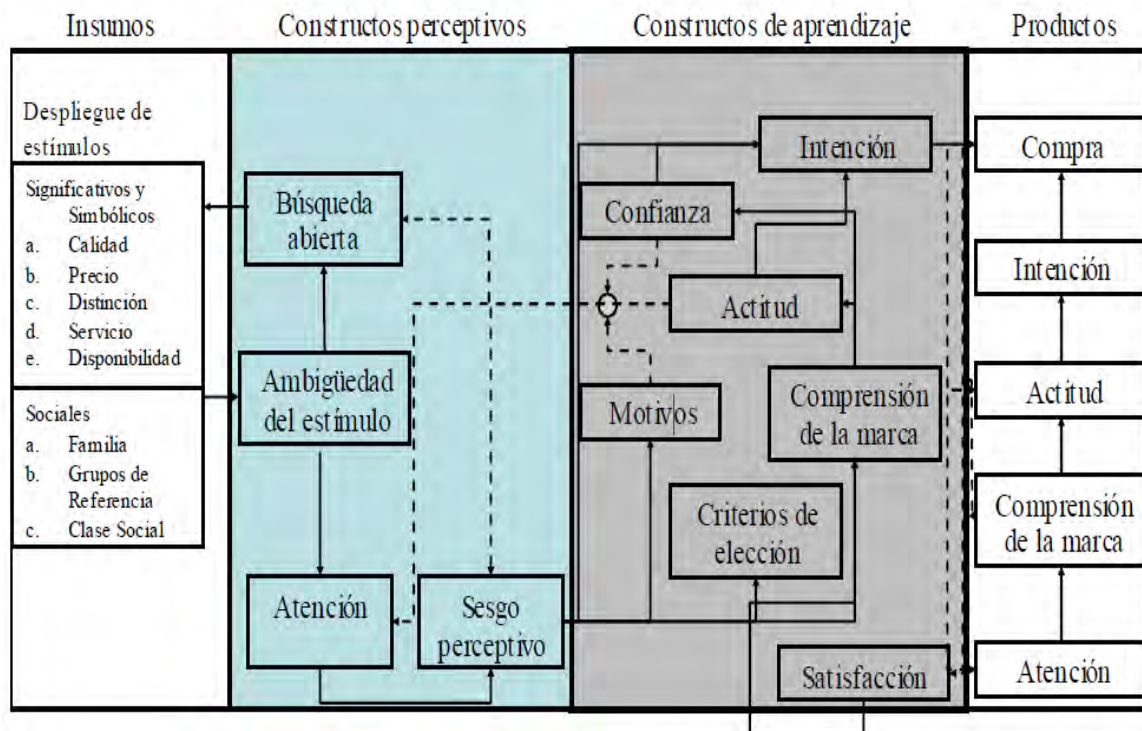 Insumos
Constructos perceptivos
Constructos de aprendizaje
Productos
Despliegue de
estímulos
Significativos y
Simbólicos
a. Calidad
b. Precio
c. Distinción
d. Servicio
e. Disponibilidad
Sociales
a. Familia
b. Grupos de
Referencia
c. Clase Social
Búsqueda
abierta
Ambigüedad
del estímulo
Atención
Sesgo
perceptivo
Intención
Confianza
Actitud
Motivos
Comprensión
de la marca
Criterios de
elección
Satisfacción
Compra
Intención
Actitud
Comprensión
de la marca
Atención